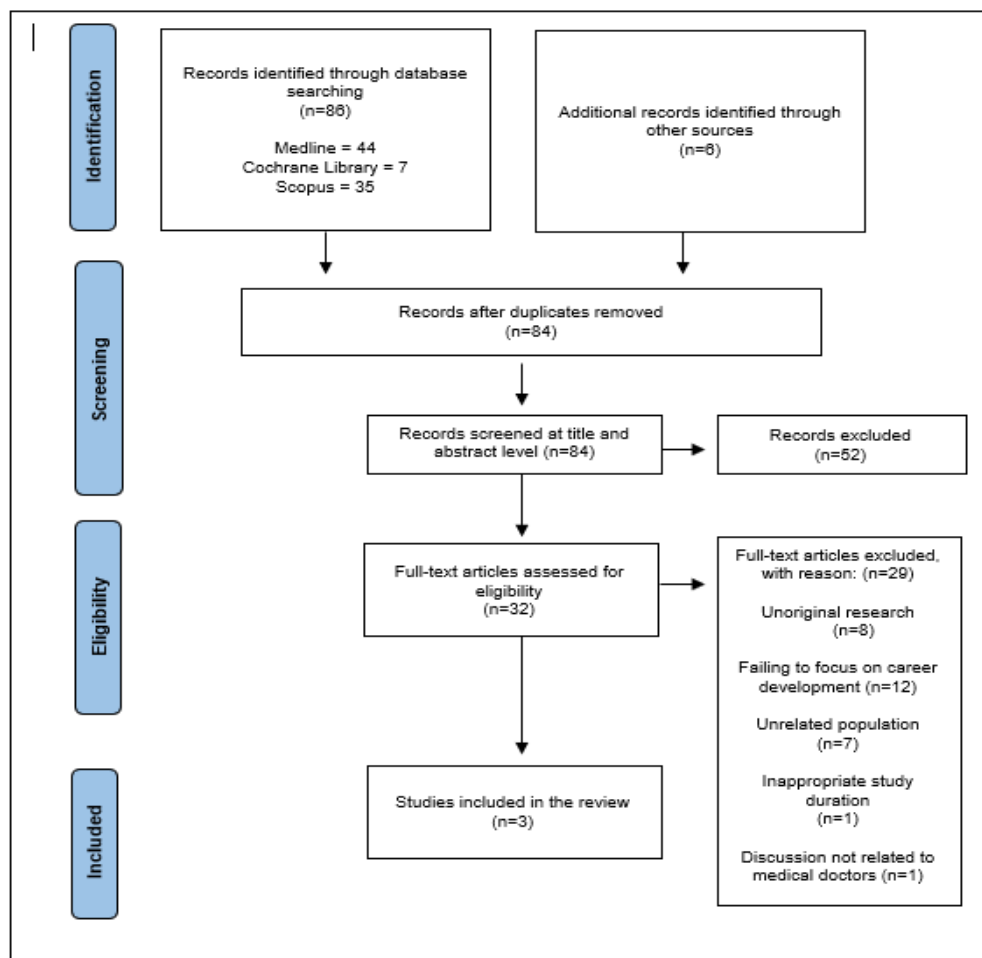 Identification
Records identified through database
searching
(n=86)
Medline = 44
Cochrane Library = 7
Scopus = 35
Additional records identified through
other sources
(n=6)
Screening
Records after duplicates removed
(n=84)
Records screened at title and
abstract level (n=84)
Records excluded
(n=52)
Eligibility
Full-text articles assessed for
eligibility
(n=32)
Full-text articles excluded,
with reason: (n=29)
Unoriginal research
(n=8)
Failing to focus on career
development (n=12)
Unrelated population
(n=7)
Inappropriate study
duration
(n=1)
Discussion not related to
medical doctors (n=1)
Included
Studies included in the review
(n=3)